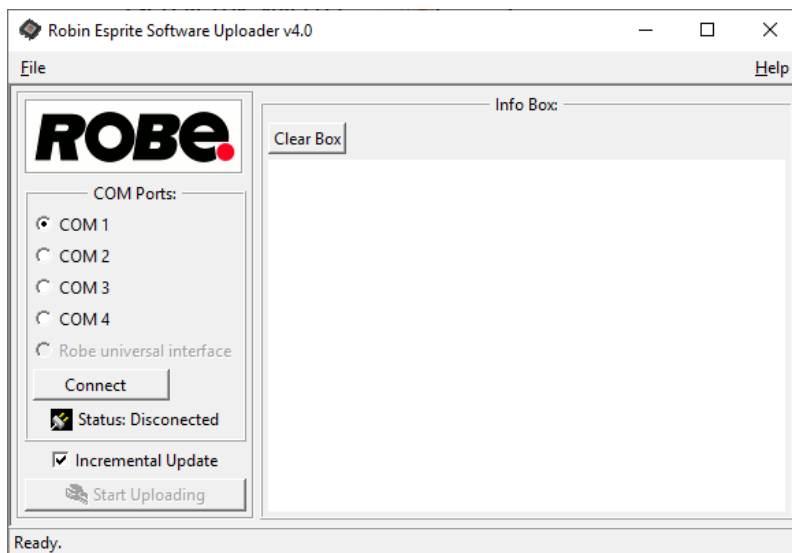 Robin Esprite Software Uploader v4.0
File
Help
ROBe
COM Ports:
COM 1
COM 2
COM 3
COM 4
Robe universal interface
Connect
Status: Disconected
Incremental Update
Start Uploading
Info Box:
Clear Box
Ready.